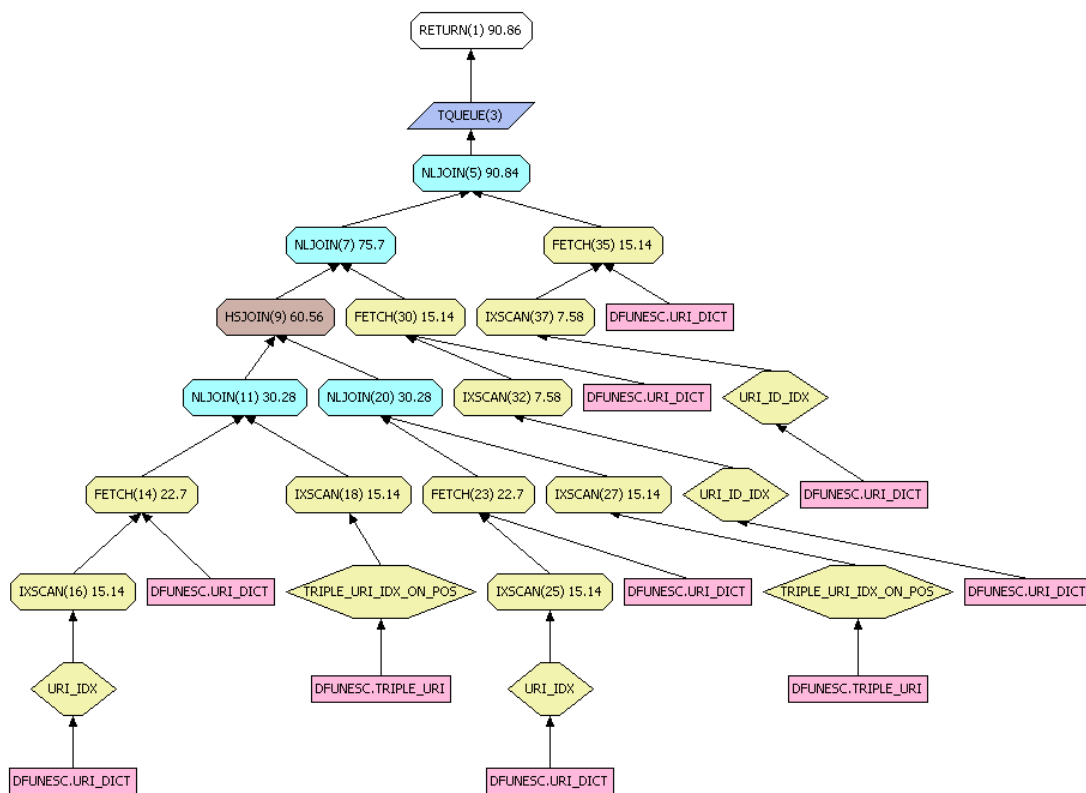 RETURN(1) 90.86
TQUEUE(3)
NLJOIN(5) 90.84
NLJOIN(7) 75.7
FETCH(35) 15.14
HSJOIN(9) 60.56
FETCH(30) 15.14
IXSCAN(37) 7.58
DFUNESC.URI_DICT
NLJOIN(11) 30.28
NLJOIN(20) 30.28
IXSCAN(32) 7.58
DFUNESC.URI_DICT
URI_ID_IDX
FETCH(14) 22.7
IXSCAN(18) 15.14
FETCH(23) 22.7
IXSCAN(27) 15.14
URI_ID_IDX
DFUNESC.URI_DICT
IXSCAN(16) 15.14
DFUNESC.URI_DICT
TRIPLE_URI_IDX_ON_POS
IXSCAN(25) 15.14
DFUNESC.URI_DICT
TRIPLE_URI_IDX_ON_POS
DFUNESC.URI_DICT
URI_IDX
DFUNESC.TRIPLE_URI
URI_IDX
DFUNESC.TRIPLE_URI
DFUNESC.URI_DICT
DFUNESC.URI_DICT